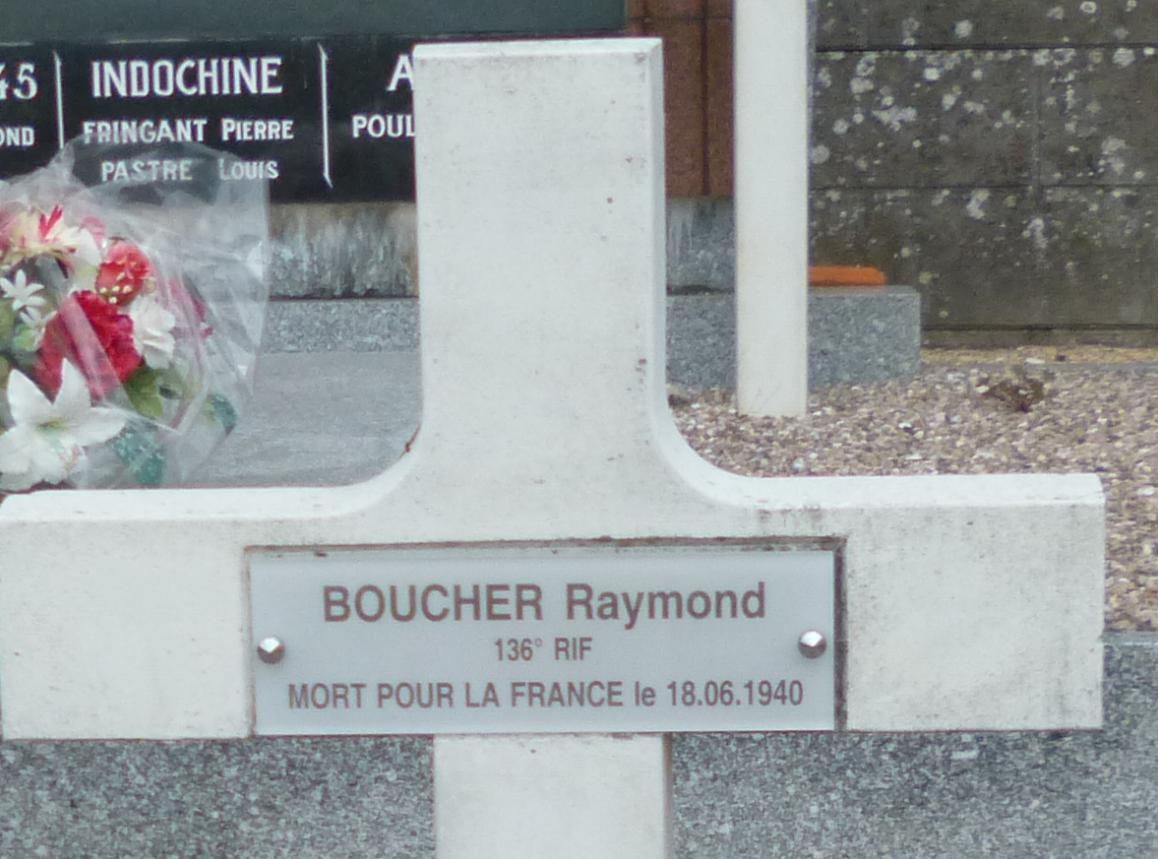 45
INDOCHINE
A
OND
FRINGANT PIERRE
POUL
PASTRE LOUIS
BOUCHER Raymond
136° RIF
MORT POUR LA FRANCE le 18.06.1940